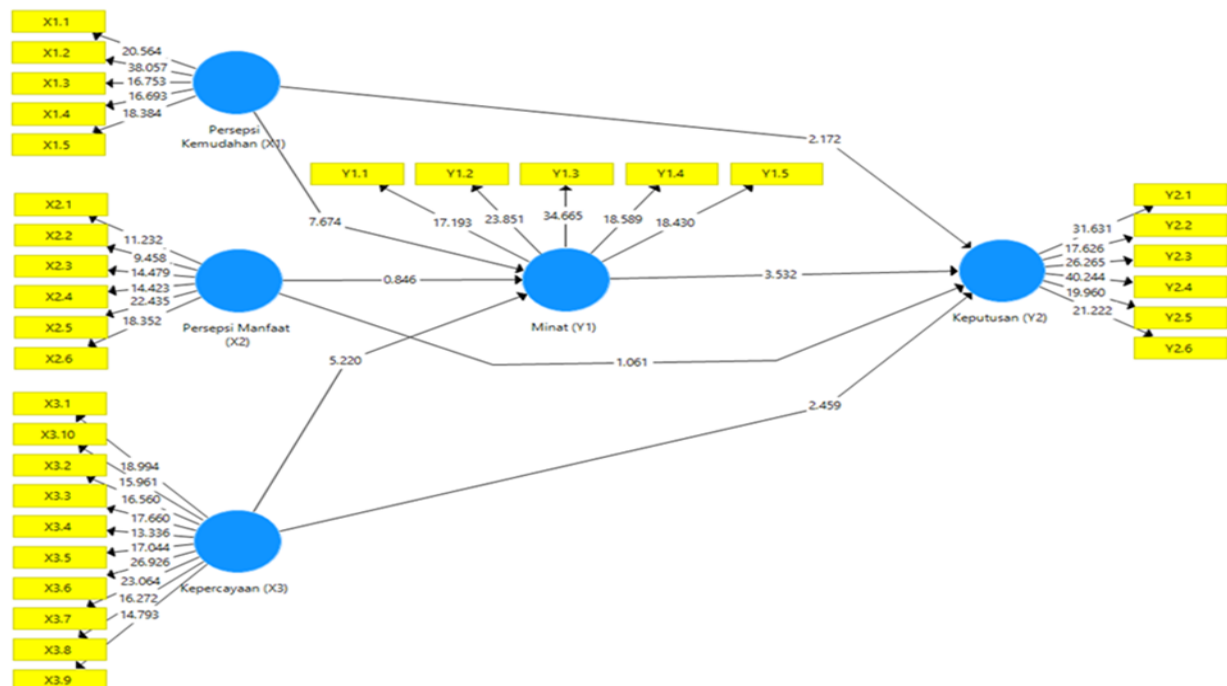 X1.1
X1.2
X1.3
X1.4
X1.5
20.564
38.057
16.753
16.693
18.384
Persepsi
Kemudahan (X1)
2.172
7.674
Y1.1
Y1.2
Y1.3
Y1.4
Y1.5
17.193
23.851
34.665
18.589
18.430
X2.1
X2.2
X2.3
X2.4
X2.5
X2.6
11.232
9.458
14.479
14.423
22.435
18.352
Persepsi Manfaat
(X2)
0.846
Minat (Y1)
3.532
1.061
5.220
2.459
Keputusan (Y2)
31.631
17.626
26.265
40.244
19.960
21.222
Y2.1
Y2.2
Y2.3
Y2.4
Y2.5
Y2.6
X3.1
X3.10
X3.2
X3.3
X3.4
X3.5
X3.6
X3.7
X3.8
X3.9
18.994
15.961
16.560
17.660
13.336
17.044
26.926
23.064
16.272
14.793
Kepercayaan (X3)